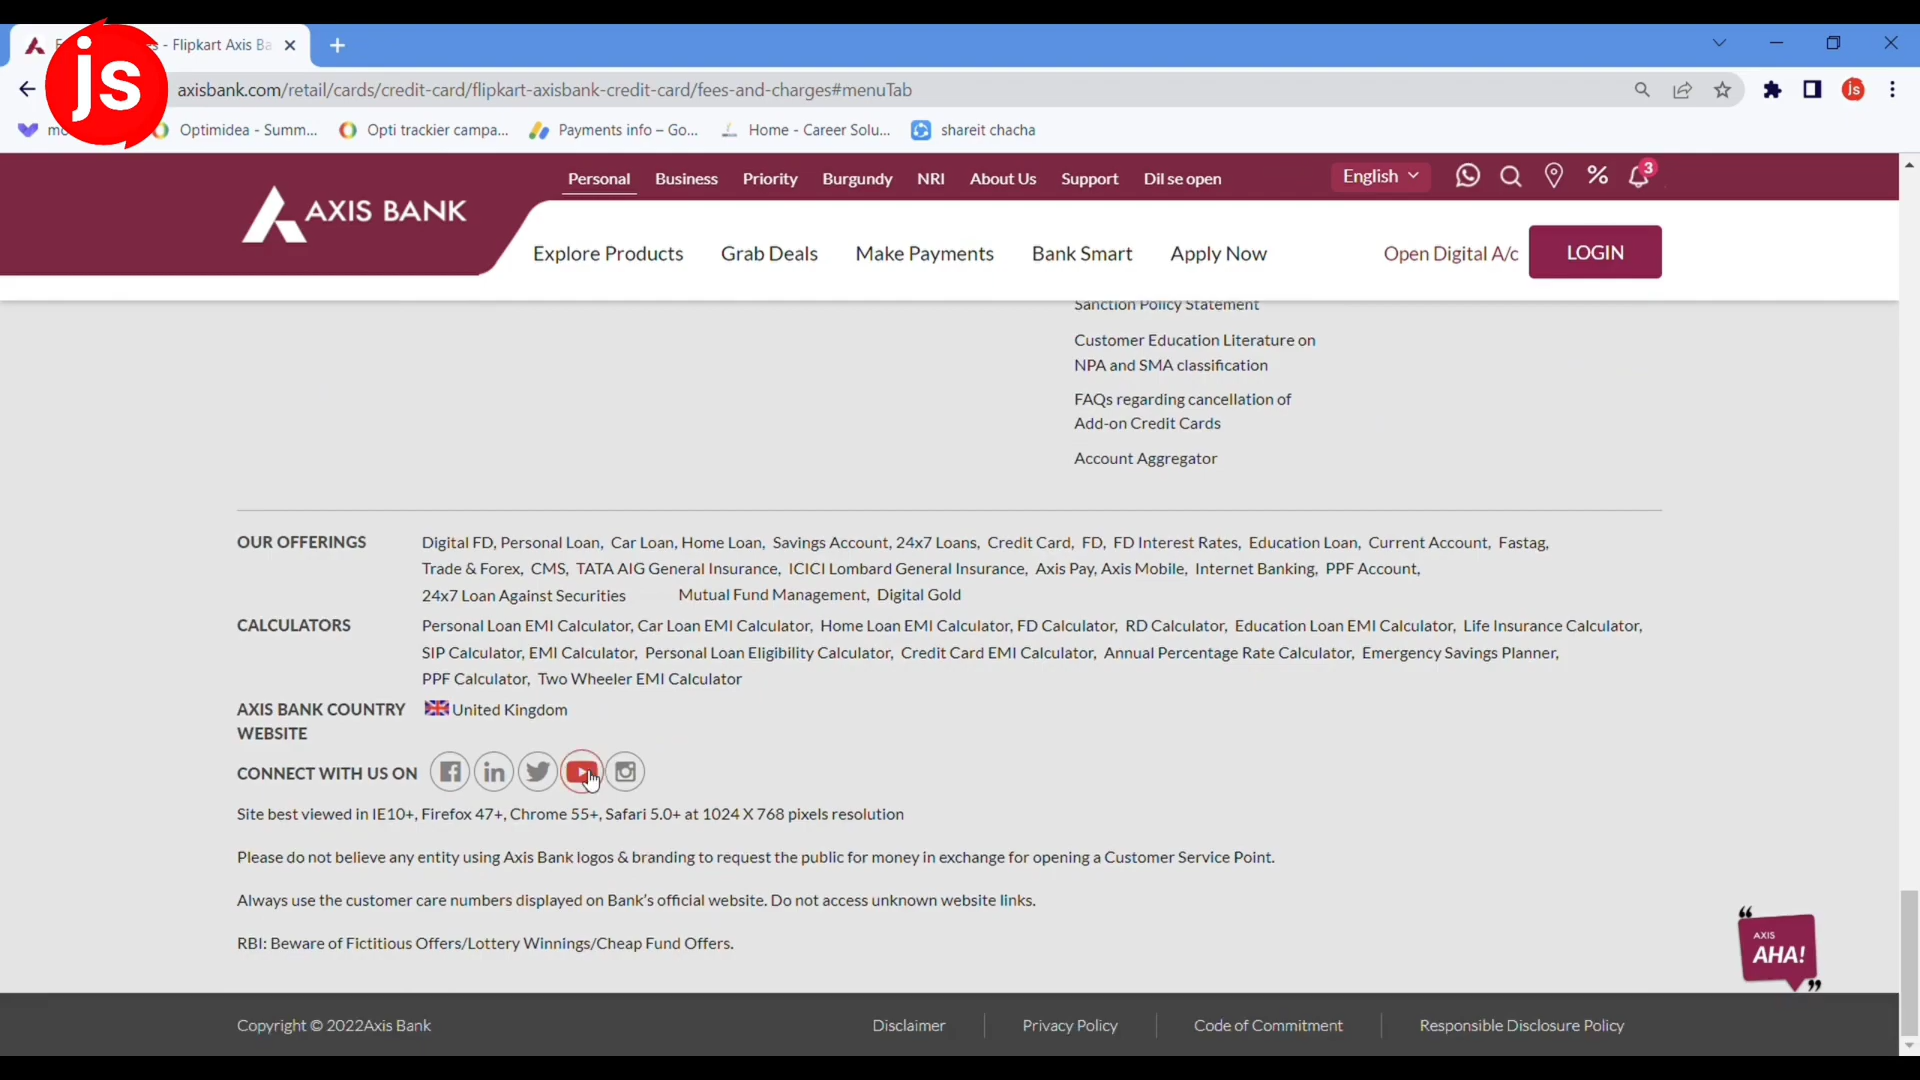 js
- Flipkart Axis Ba
axisbank.com/retail/cards/credit-card/flipkart-axisbank-credit-card/fees-and-charges#menuTab
js
Optimidea - Summ...
Opti trackier campa...
Payments info – Go...
Home - Career Solu...
shareit chacha
Personal Business Priority Burgundy NRI About Us Support Dil se open English 3
AXIS BANK
Explore Products Grab Deals Make Payments Bank Smart Apply Now Open Digital A/c LOGIN
Sanction Policy Statement
Customer Education Literature on
NPA and SMA classification
FAQs regarding cancellation of
Add-on Credit Cards
Account Aggregator
OUR OFFERINGS
Digital FD, Personal Loan, Car Loan, Home Loan, Savings Account, 24x7 Loans, Credit Card, FD, FD Interest Rates, Education Loan, Current Account, Fastag,
Trade & Forex, CMS, TATA AIG General Insurance, ICICI Lombard General Insurance, Axis Pay, Axis Mobile, Internet Banking, PPF Account,
24x7 Loan Against Securities Mutual Fund Management, Digital Gold
CALCULATORS
Personal Loan EMI Calculator, Car Loan EMI Calculator, Home Loan EMI Calculator, FD Calculator, RD Calculator, Education Loan EMI Calculator, Life Insurance Calculator,
SIP Calculator, EMI Calculator, Personal Loan Eligibility Calculator, Credit Card EMI Calculator, Annual Percentage Rate Calculator, Emergency Savings Planner,
PPF Calculator, Two Wheeler EMI Calculator
AXIS BANK COUNTRY
WEBSITE
United Kingdom
CONNECT WITH US ON
Site best viewed in IE10+, Firefox 47+, Chrome 55+, Safari 5.0+ at 1024 X 768 pixels resolution
Please do not believe any entity using Axis Bank logos & branding to request the public for money in exchange for opening a Customer Service Point.
Always use the customer care numbers displayed on Bank's official website. Do not access unknown website links.
RBI: Beware of Fictitious Offers/Lottery Winnings/Cheap Fund Offers.
AXIS
AHA!
Copyright © 2022Axis Bank
Disclaimer
Privacy Policy
Code of Commitment
Responsible Disclosure Policy